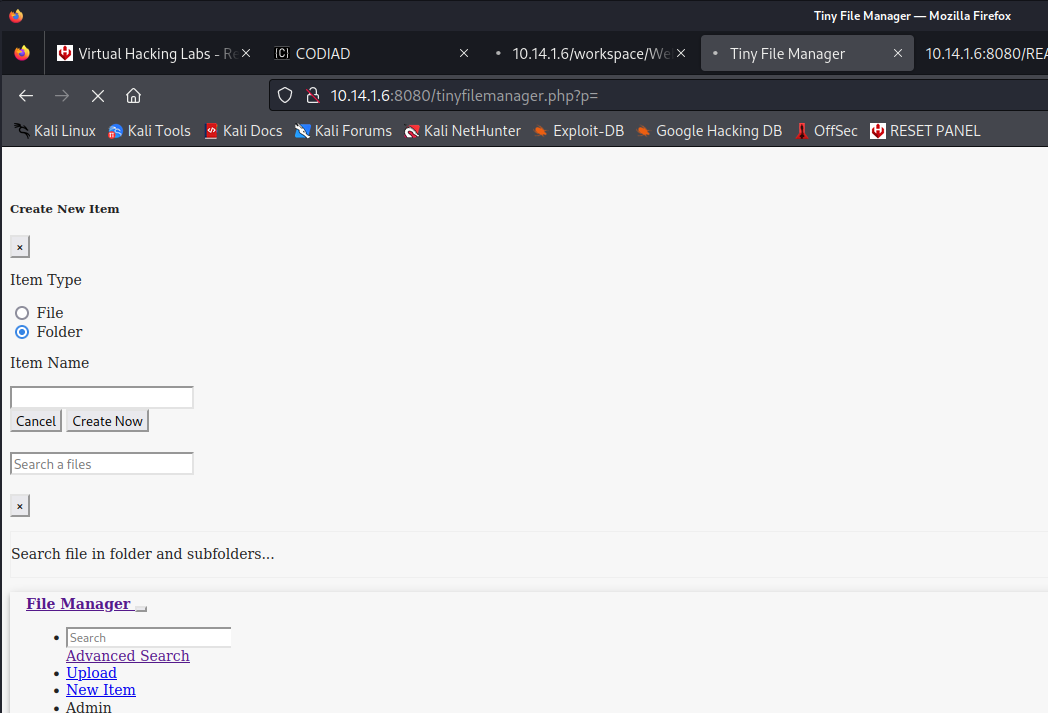 Tiny File Manager — Mozilla Firefox
Virtual Hacking Labs - Re
CODIAD
10.14.1.6/workspace/We
Tiny File Manager
10.14.1.6:8080/REA
10.14.1.6:8080/tinyfilemanager.php?p=
Kali Linux
Kali Tools
Kali Docs
Kali Forums
Kali NetHunter
Exploit-DB
Google Hacking DB
OffSec
RESET PANEL
Create New Item
×
Item Type
File
Folder
Item Name
Cancel
Create Now
Search a files
×
Search file in folder and subfolders...
File Manager
Search
Advanced Search
Upload
New Item
Admin